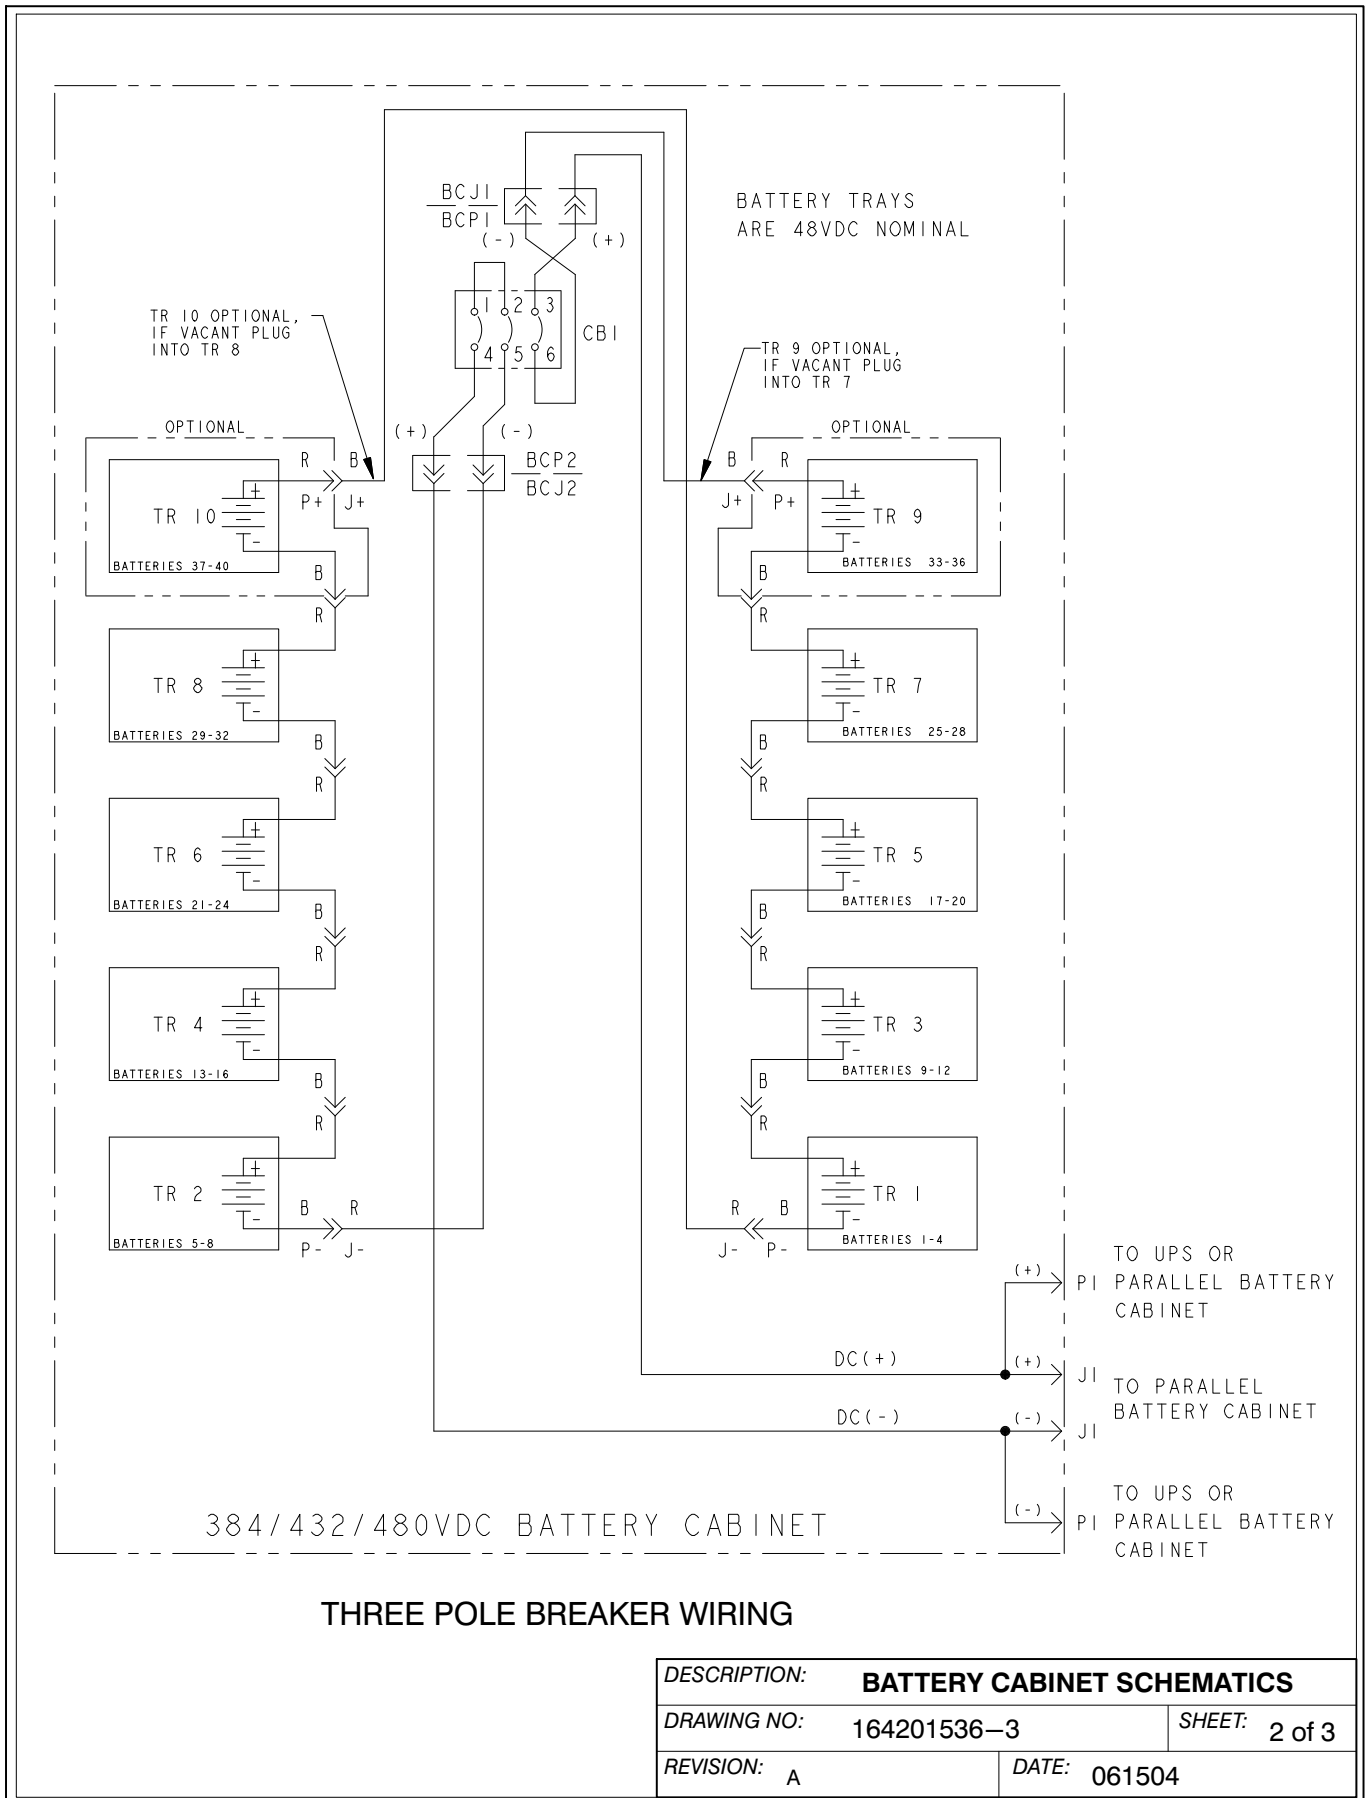 BCJ1
BCP1
(-)
(+)
BATTERY TRAYS
ARE 48VDC NOMINAL
TR 10 OPTIONAL,
IF VACANT PLUG
INTO TR 8
1 2 3
CB1
4 5 6
TR 9 OPTIONAL,
IF VACANT PLUG
INTO TR 7
(+)
(-)
BCP2
BCJ2
OPTIONAL
R B
P+ J+
+
TR 10
-
BATTERIES 37-40
B
R
OPTIONAL
B R
J+ P+
+
TR 9
-
BATTERIES 33-36
B
R
+
TR 8
-
BATTERIES 29-32
B
R
+
TR 7
-
BATTERIES 25-28
B
R
+
TR 6
-
BATTERIES 21-24
B
R
+
TR 5
-
BATTERIES 17-20
B
R
+
TR 4
-
BATTERIES 13-16
B
R
+
TR 3
-
BATTERIES 9-12
B
R
+
TR 2
-
BATTERIES 5-8
B R
P- J-
+
TR 1
-
BATTERIES 1-4
R B
J- P-
(+)
P1
TO UPS OR
PARALLEL BATTERY
CABINET
DC(+)
(+)
J1
TO PARALLEL
BATTERY CABINET
DC(-)
(-)
J1
(-)
P1
TO UPS OR
PARALLEL BATTERY
CABINET
384/432/480VDC BATTERY CABINET
THREE POLE BREAKER WIRING
DESCRIPTION: BATTERY CABINET SCHEMATICS
DRAWING NO: 164201536–3 SHEET: 2 of 3
REVISION: A DATE: 061504